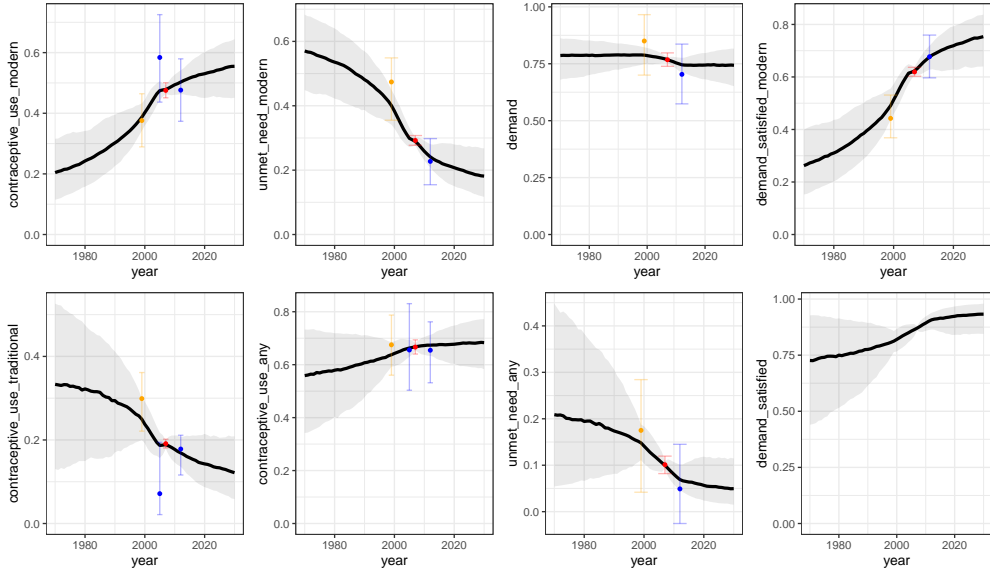 contraceptive_use_modern
0.6
0.4
0.2
0.0
1980 2000 2020
year
unmet_need_modern
0.6
0.4
0.2
0.0
1980 2000 2020
year
demand
1.00
0.75
0.50
0.25
0.00
1980 2000 2020
year
demand_satisfied_modern
0.8
0.6
0.4
0.2
0.0
1980 2000 2020
year
contraceptive_use_traditional
0.4
0.2
0.0
1980 2000 2020
year
contraceptive_use_any
0.8
0.6
0.4
0.2
0.0
1980 2000 2020
year
unmet_need_any
0.4
0.3
0.2
0.1
0.0
1980 2000 2020
year
demand_satisfied
1.00
0.75
0.50
0.25
0.00
1980 2000 2020
year